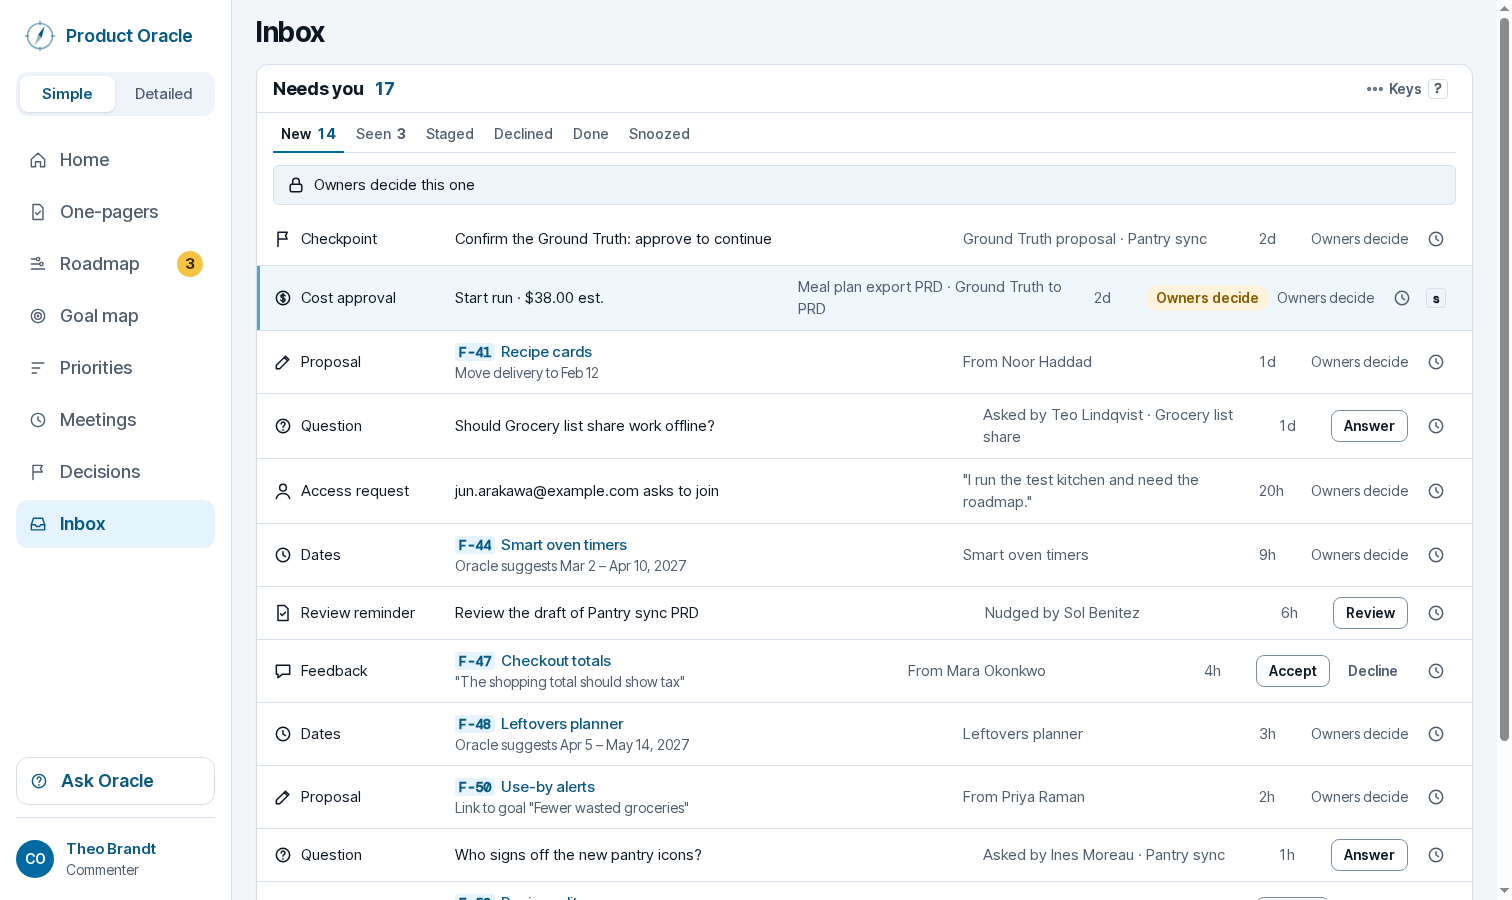 Product Oracle
Simple Detailed
Home
One-pagers
Roadmap 3
Goal map
Priorities
Meetings
Decisions
Inbox
Ask Oracle
CO Theo Brandt
Commenter
Inbox
Needs you 17 ••• Keys ?
New 14 Seen 3 Staged Declined Done Snoozed
Owners decide this one
Checkpoint Confirm the Ground Truth: approve to continue Ground Truth proposal · Pantry sync 2d Owners decide
Cost approval Start run · $38.00 est. Meal plan export PRD · Ground Truth to PRD 2d Owners decide Owners decide s
Proposal F-41 Recipe cards From Noor Haddad 1d Owners decide
Move delivery to Feb 12
Question Should Grocery list share work offline? Asked by Teo Lindqvist · Grocery list share 1d Answer
Access request jun.arakawa@example.com asks to join "I run the test kitchen and need the roadmap." 20h Owners decide
Dates F-44 Smart oven timers Smart oven timers 9h Owners decide
Oracle suggests Mar 2 – Apr 10, 2027
Review reminder Review the draft of Pantry sync PRD Nudged by Sol Benitez 6h Review
Feedback F-47 Checkout totals From Mara Okonkwo 4h Accept Decline
"The shopping total should show tax"
Dates F-48 Leftovers planner Leftovers planner 3h Owners decide
Oracle suggests Apr 5 – May 14, 2027
Proposal F-50 Use-by alerts From Priya Raman 2h Owners decide
Link to goal "Fewer wasted groceries"
Question Who signs off the new pantry icons? Asked by Ines Moreau · Pantry sync 1h Answer